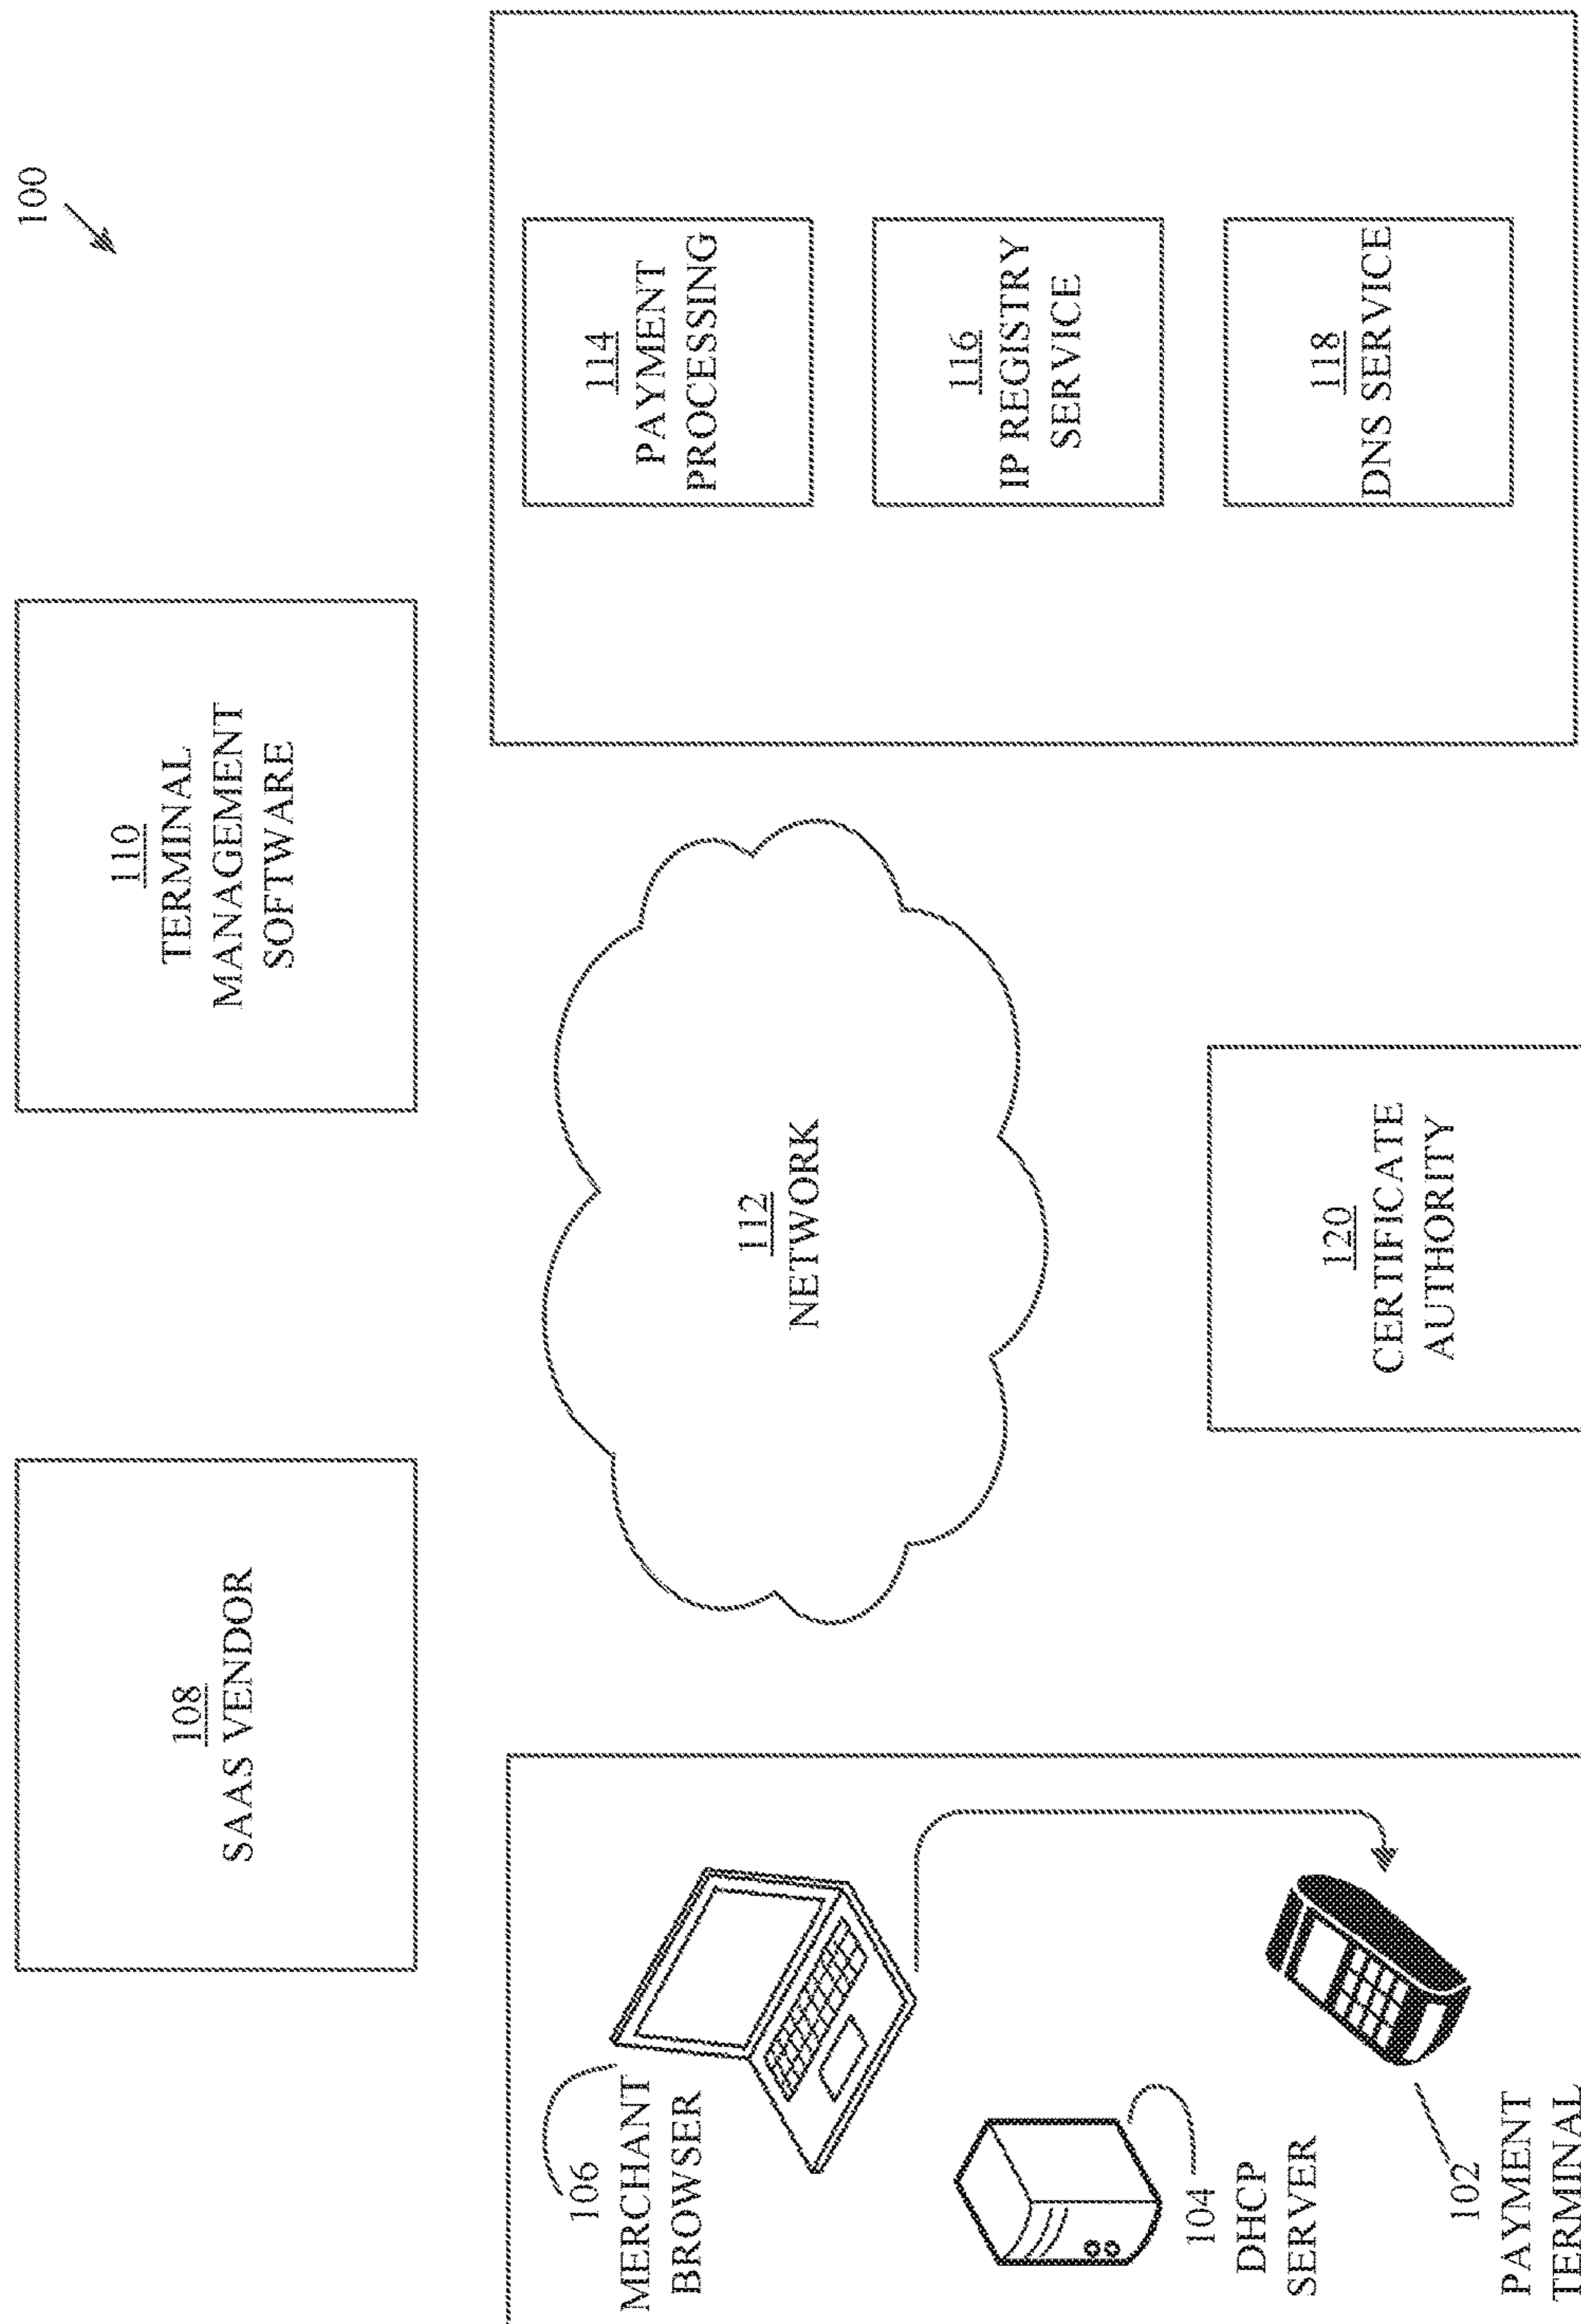 100
108
SAAS VENDOR
110
TERMINAL
MANAGEMENT
SOFTWARE
106
MERCHANT
BROWSER
104
DHCP
SERVER
102
PAYMENT
TERMINAL
112
NETWORK
120
CERTIFICATE
AUTHORITY
114
PAYMENT
PROCESSING
116
IP REGISTRY
SERVICE
118
DNS SERVICE